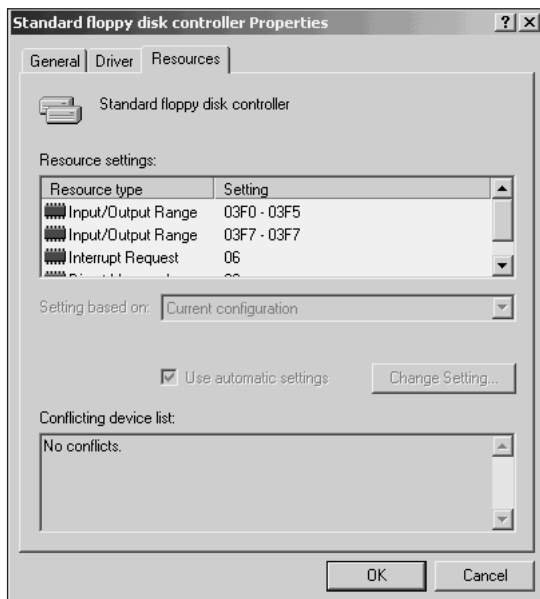 Standard floppy disk controller Properties
General Driver Resources
Standard floppy disk controller
Resource settings:
Resource type Setting
Input/Output Range 03F0 - 03F5
Input/Output Range 03F7 - 03F7
Interrupt Request 06
Setting based on: Current configuration
Use automatic settings Change Setting...
Conflicting device list:
No conflicts.
OK Cancel